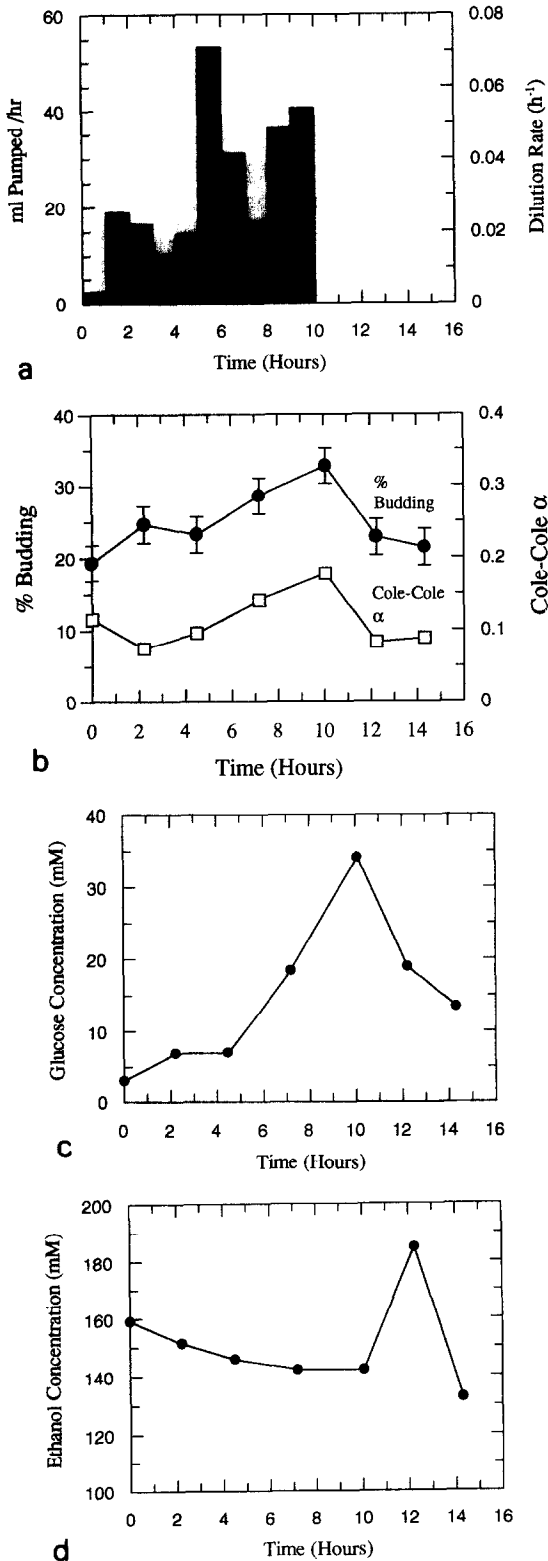 60
40
20
0
0.08
0.06
0.04
0.02
0
ml Pumped /hr
Dilution Rate (h⁻¹)
0 2 4 6 8 10 12 14 16
Time (Hours)
a
40
30
20
10
0
0.4
0.3
0.2
0.1
0
% Budding
Cole-Cole α
%
Budding
Cole-Cole
α
0 2 4 6 8 10 12 14 16
Time (Hours)
b
40
30
20
10
0
Glucose Concentration (mM)
0 2 4 6 8 10 12 14 16
Time (Hours)
c
200
180
160
140
120
100
Ethanol Concentration (mM)
0 2 4 6 8 10 12 14 16
Time (Hours)
d